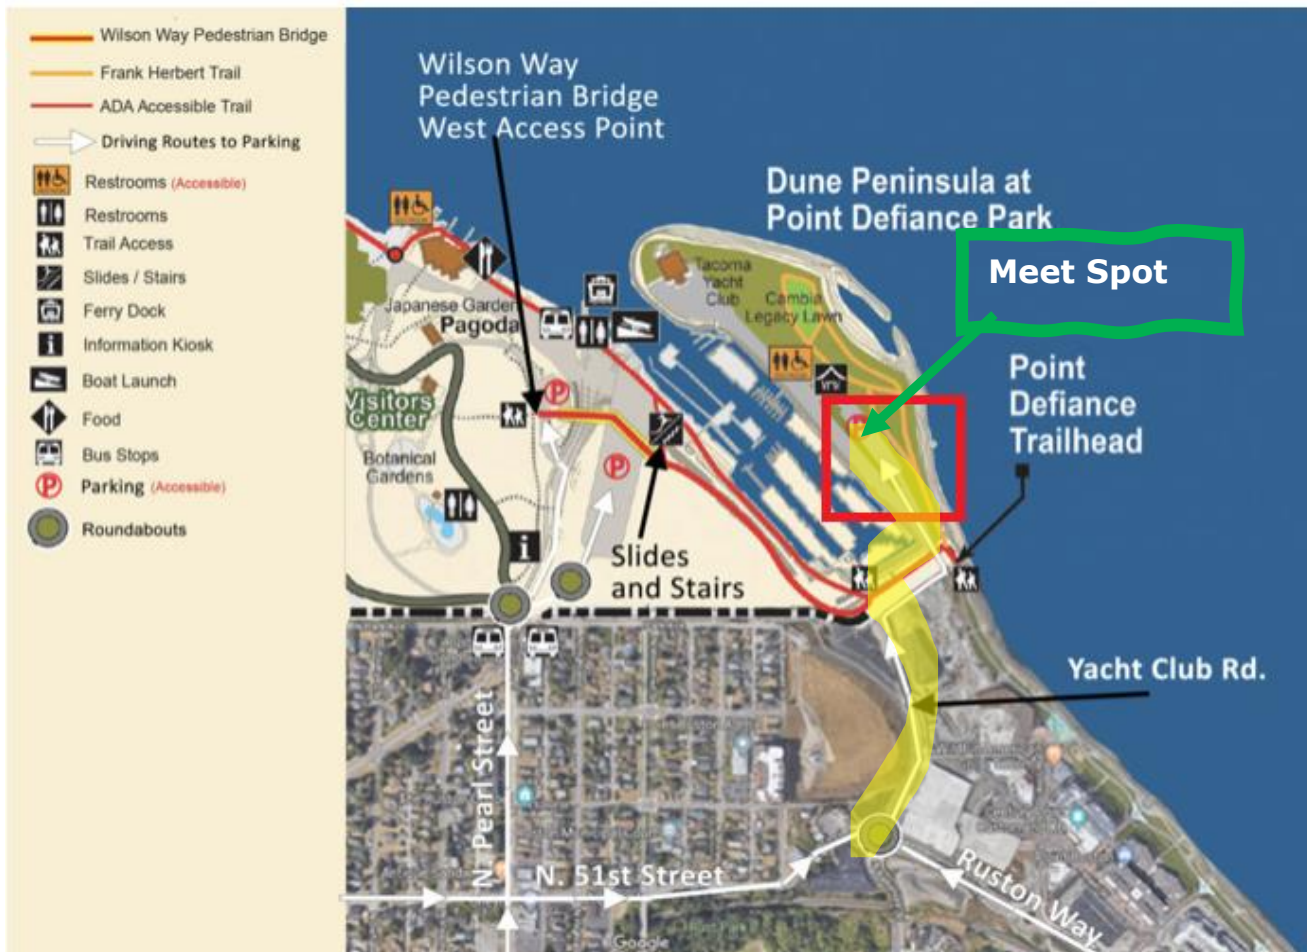 Wilson Way Pedestrian Bridge
Frank Herbert Trail
ADA Accessible Trail
Driving Routes to Parking
Restrooms (Accessible)
Restrooms
Trail Access
Slides / Stairs
Ferry Dock
Information Kiosk
Boat Launch
Food
Bus Stops
Parking (Accessible)
Roundabouts
Wilson Way
Pedestrian Bridge
West Access Point
Dune Peninsula at
Point Defiance Park
Meet Spot
Tacoma
Yacht
Club
Cambia
Legacy Lawn
Japanese Garden
Pagoda
Visitors
Center
Botanical
Gardens
Point
Defiance
Trailhead
Slides
and Stairs
Yacht Club Rd.
N. Pearl Street
N. 51st Street
Ruston Way
Google